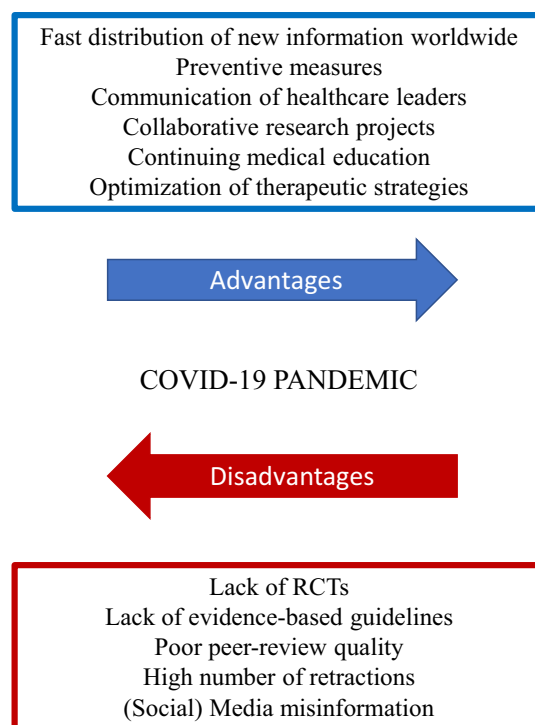 Fast distribution of new information worldwide
Preventive measures
Communication of healthcare leaders
Collaborative research projects
Continuing medical education
Optimization of therapeutic strategies
Advantages
COVID-19 PANDEMIC
Disadvantages
Lack of RCTs
Lack of evidence-based guidelines
Poor peer-review quality
High number of retractions
(Social) Media misinformation